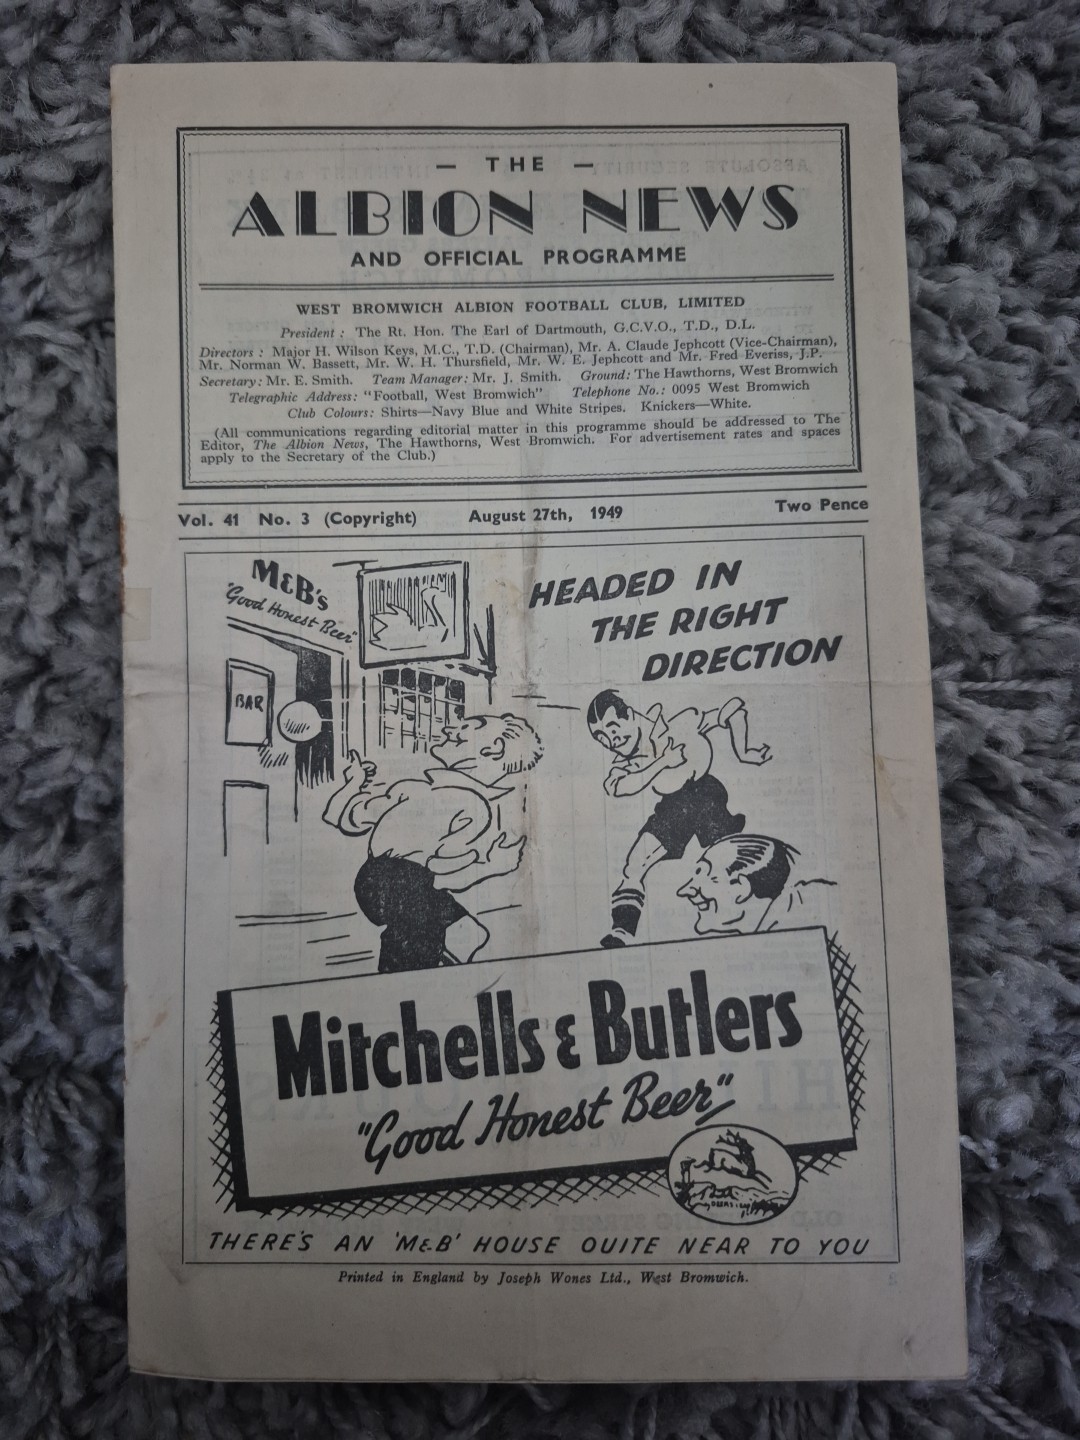 — THE —
ALBION NEWS
AND OFFICIAL PROGRAMME
WEST BROMWICH ALBION FOOTBALL CLUB, LIMITED
President : The Rt. Hon. The Earl of Dartmouth, G.C.V.O., T.D., D.L.
Directors : Major H. Wilson Keys, M.C., T.D. (Chairman), Mr. A. Claude Jephcott (Vice-Chairman),
Mr. Norman W. Bassett, Mr. W. H. Thursfield, Mr. W. E. Jephcott and Mr. Fred Everiss, J.P.
Secretary: Mr. E. Smith. Team Manager: Mr. J. Smith. Ground: The Hawthorns, West Bromwich
Telegraphic Address: "Football, West Bromwich" Telephone No.: 0095 West Bromwich
Club Colours: Shirts—Navy Blue and White Stripes. Knickers—White.
(All communications regarding editorial matter in this programme should be addressed to The
Editor, The Albion News, The Hawthorns, West Bromwich. For advertisement rates and spaces
apply to the Secretary of the Club.)
Vol. 41 No. 3 (Copyright) August 27th, 1949 Two Pence
M&B's
"Good Honest Beer"
BAR
HEADED IN
THE RIGHT
DIRECTION
Mitchells & Butlers
"Good Honest Beer"
THERE'S AN 'M&B' HOUSE QUITE NEAR TO YOU
Printed in England by Joseph Wones Ltd., West Bromwich.